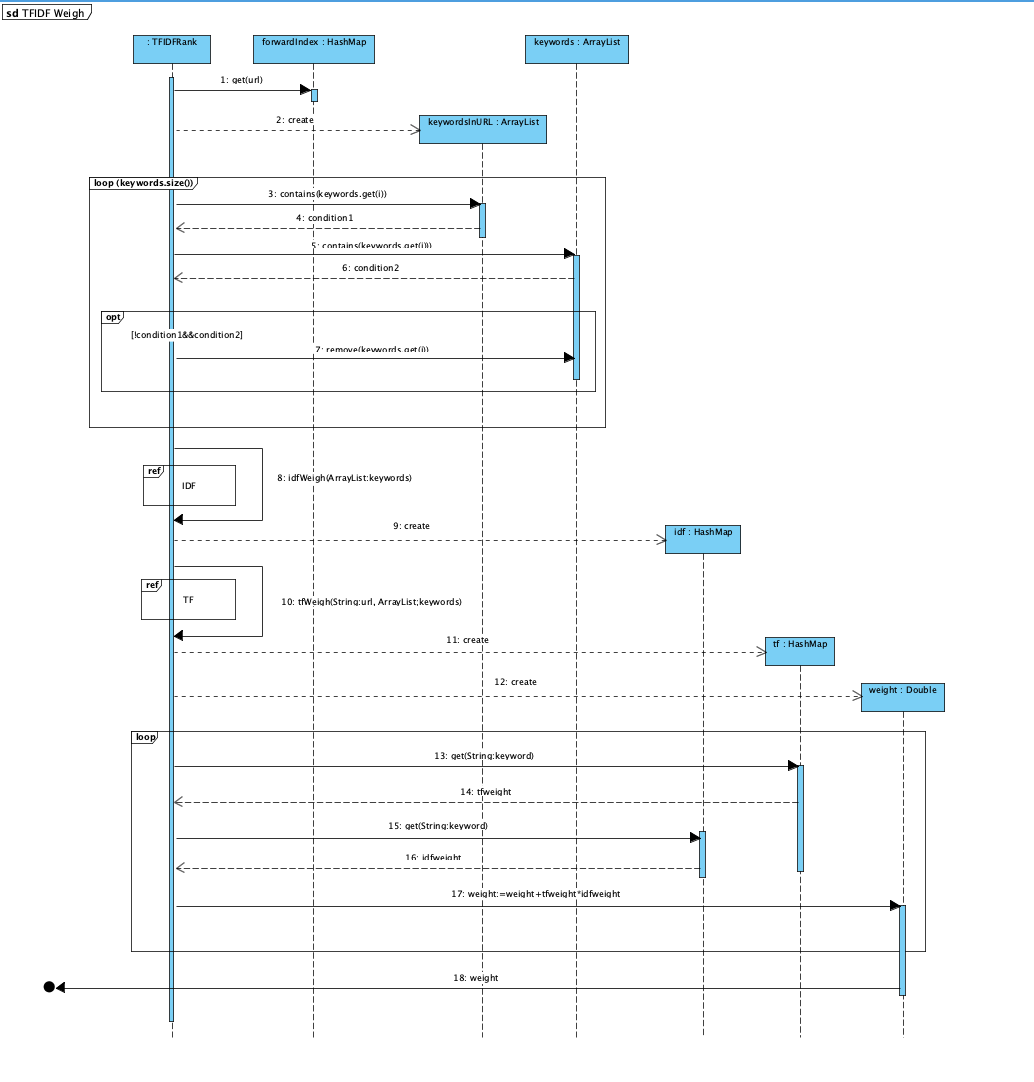 sd TFIDF Weigh
: TFIDFRank
forwardIndex : HashMap
keywords : ArrayList
1: get(url)
2: create
keywordsInURL : ArrayList
loop (keywords.size())
3: contains(keywords.get(i))
4: condition1
5: contains(keywords.get(i))
6: condition2
opt
[!condition1&&condition2]
7: remove(keywords.get(i))
8: idfWeigh(ArrayList:keywords)
ref
IDF
9: create
idf : HashMap
ref
TF
10: tfWeigh(String:url, ArrayList;keywords)
11: create
tf : HashMap
12: create
weight : Double
loop
13: get(String:keyword)
14: tfweight
15: get(String:keyword)
16: idfweight
17: weight:=weight+tfweight*idfweight
18: weight